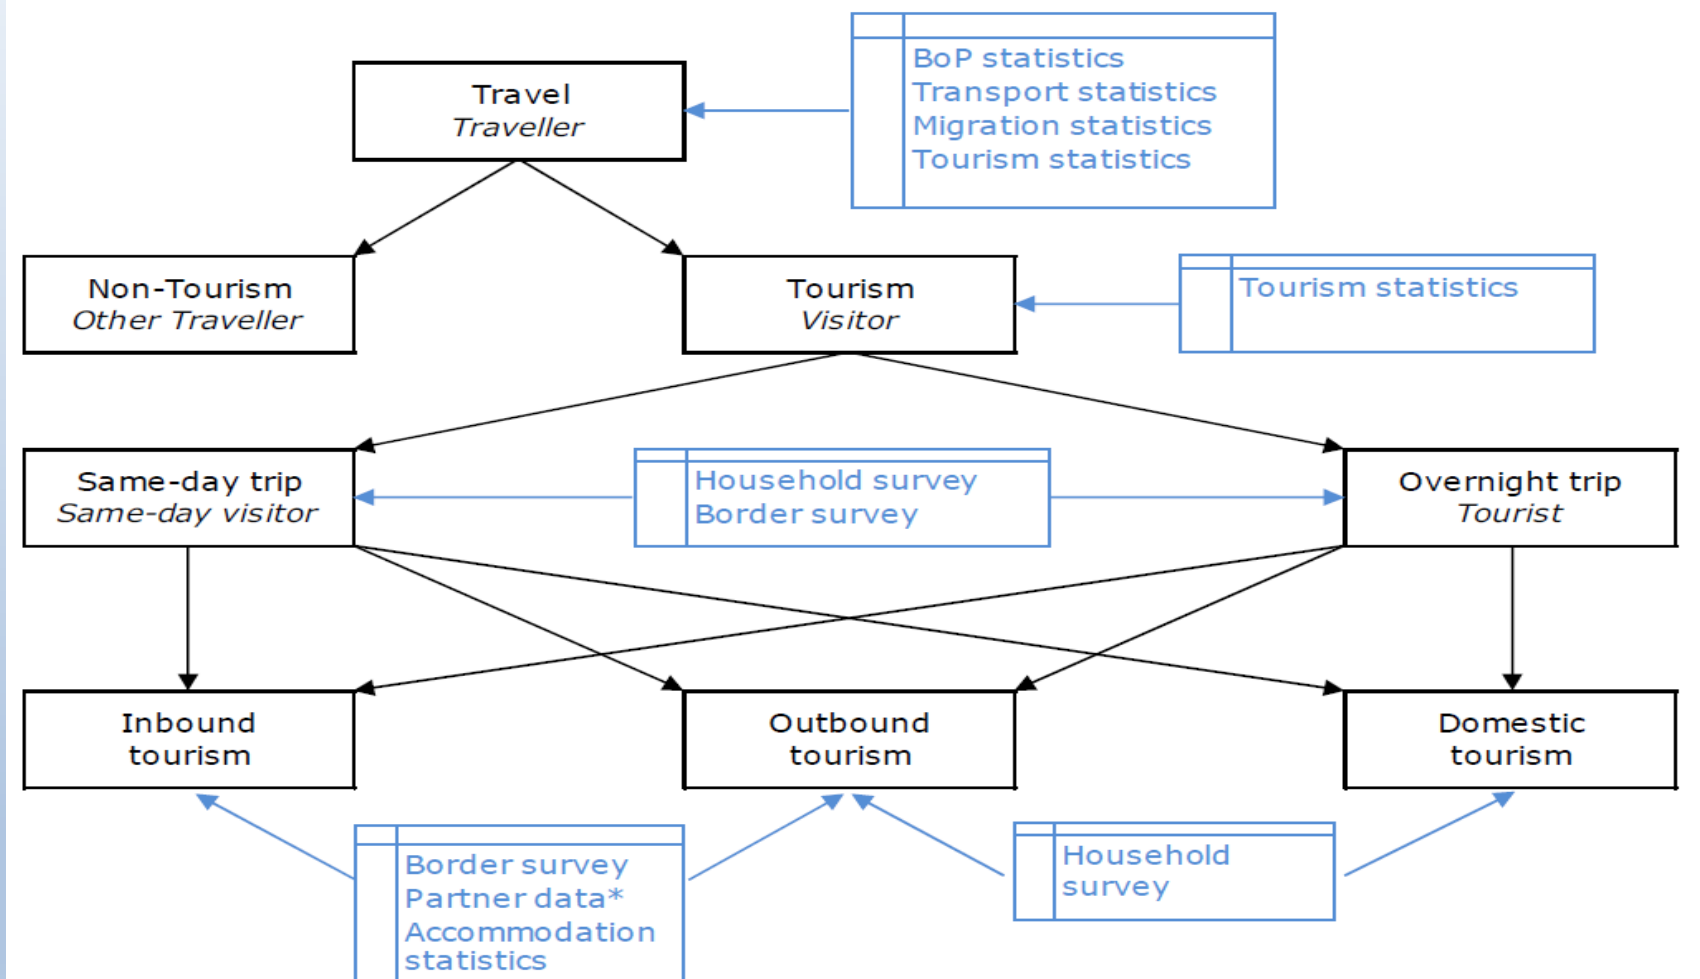 Travel
Traveller
BoP statistics
Transport statistics
Migration statistics
Tourism statistics
Non-Tourism
Other Traveller
Tourism
Visitor
Tourism statistics
Same-day trip
Same-day visitor
Household survey
Border survey
Overnight trip
Tourist
Inbound
tourism
Outbound
tourism
Domestic
tourism
Border survey
Partner data*
Accommodation
statistics
Household
survey